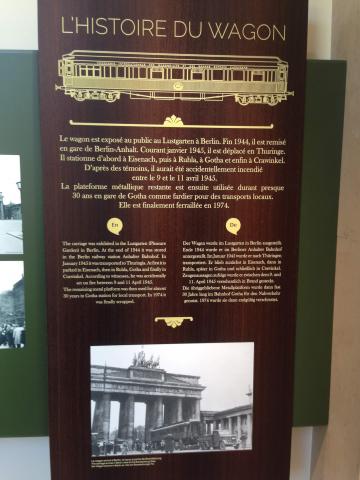 L'HISTOIRE DU WAGON
Le wagon est exposé au public au Lustgarten à Berlin. Fin 1944, il est remisé
en gare de Berlin-Anhalt. Courant janvier 1945, il est déplacé en Thuringe.
Il stationne d'abord à Eisenach, puis à Ruhla, à Gotha et enfin à Crawinkel.
D'après des témoins, il aurait été accidentellement incendié
entre le 9 et le 11 avril 1945.
La plateforme métallique restante est ensuite utilisée durant presque
30 ans en gare de Gotha comme fardier pour des transports locaux.
Elle est finalement ferraillée en 1974.
En
The carriage was exhibited in the Lustgarten (Pleasure
Garden) in Berlin. At the end of 1944 it was stored
in the Berlin railway station Anhalter Bahnhof. In
January 1945 it was transported to Thuringia. At first it is
parked in Eisenach, then in Ruhla, Gotha and finally in
Crawinkel. According to witnesses, he was accidentally
set on fire between 9 and 11 April 1945.
The remaining metal platform was then used for almost
30 years in Gotha station for local transport. In 1974 it
was finally scrapped.
De
Der Wagen wurde im Lustgarten in Berlin ausgestellt.
Ende 1944 wurde er im Berliner Anhalter Bahnhof
untergestellt. Im Januar 1945 wurde er nach Thüringen
transportiert. Er blieb zunächst in Eisenach, dann in
Ruhla, später in Gotha und schließlich in Crawinkel.
Zeugenaussagen zufolge wurde er zwischen dem 9. und
11. April 1945 versehentlich in Brand gesteckt.
Die übriggebliebene Metallplattform wurde dann fast
30 Jahre lang im Bahnhof Gotha für den Nahverkehr
genutzt. 1974 wurde sie dann endgültig verschrottet.